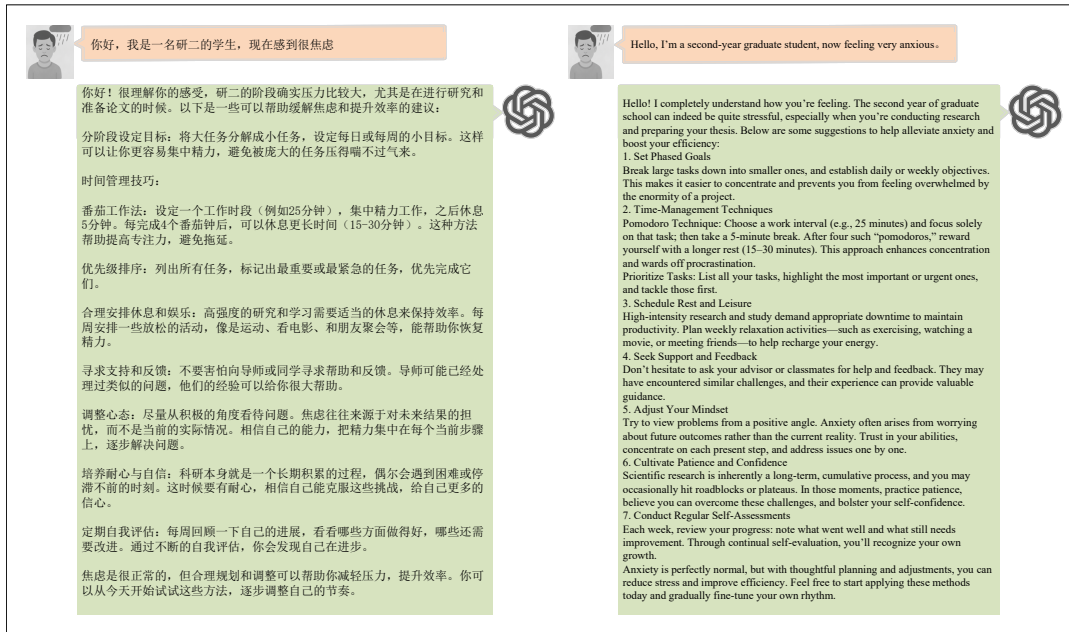 你好，我是一名研二的学生，现在感到很焦虑
你好！很理解你的感受，研二的阶段确实压力比较大，尤其是在进行研究和
准备论文的时候。以下是一些可以帮助缓解焦虑和提升效率的建议：
分阶段设定目标：将大任务分解成小任务，设定每日或每周的小目标。这样
可以让你更容易集中精力，避免被庞大的任务压得喘不过气来。
时间管理技巧：
番茄工作法：设定一个工作时段（例如25分钟），集中精力工作，之后休息
5分钟。每完成4个番茄钟后，可以休息更长时间（15-30分钟）。这种方法
帮助提高专注力，避免拖延。
优先级排序：列出所有任务，标记出最重要或最紧急的任务，优先完成它
们。
合理安排休息和娱乐：高强度的研究和学习需要适当的休息来保持效率。每
周安排一些放松的活动，像是运动、看电影、和朋友聚会等，能帮助你恢复
精力。
寻求支持和反馈：不要害怕向导师或同学寻求帮助和反馈。导师可能已经处
理过类似的问题，他们的经验可以给你很大帮助。
调整心态：尽量从积极的角度看待问题。焦虑往往来源于对未来结果的担
忧，而不是当前的实际情况。相信自己的能力，把精力集中在每个当前步骤
上，逐步解决问题。
培养耐心与自信：科研本身就是一个长期积累的过程，偶尔会遇到困难或停
滞不前的时刻。这时候要有耐心，相信自己能克服这些挑战，给自己更多的
信心。
定期自我评估：每周回顾一下自己的进展，看看哪些方面做得好，哪些还需
要改进。通过不断的自我评估，你会发现自己在进步。
焦虑是很正常的，但合理规划和调整可以帮助你减轻压力，提升效率。你可
以从今天开始试试这些方法，逐步调整自己的节奏。
Hello, I'm a second-year graduate student, now feeling very anxious。
Hello! I completely understand how you're feeling. The second year of graduate
school can indeed be quite stressful, especially when you're conducting research
and preparing your thesis. Below are some suggestions to help alleviate anxiety and
boost your efficiency:
1. Set Phased Goals
Break large tasks down into smaller ones, and establish daily or weekly objectives.
This makes it easier to concentrate and prevents you from feeling overwhelmed by
the enormity of a project.
2. Time-Management Techniques
Pomodoro Technique: Choose a work interval (e.g., 25 minutes) and focus solely
on that task; then take a 5-minute break. After four such “pomodoros,” reward
yourself with a longer rest (15–30 minutes). This approach enhances concentration
and wards off procrastination.
Prioritize Tasks: List all your tasks, highlight the most important or urgent ones,
and tackle those first.
3. Schedule Rest and Leisure
High-intensity research and study demand appropriate downtime to maintain
productivity. Plan weekly relaxation activities—such as exercising, watching a
movie, or meeting friends—to help recharge your energy.
4. Seek Support and Feedback
Don't hesitate to ask your advisor or classmates for help and feedback. They may
have encountered similar challenges, and their experience can provide valuable
guidance.
5. Adjust Your Mindset
Try to view problems from a positive angle. Anxiety often arises from worrying
about future outcomes rather than the current reality. Trust in your abilities,
concentrate on each present step, and address issues one by one.
6. Cultivate Patience and Confidence
Scientific research is inherently a long-term, cumulative process, and you may
occasionally hit roadblocks or plateaus. In those moments, practice patience,
believe you can overcome these challenges, and bolster your self-confidence.
7. Conduct Regular Self-Assessments
Each week, review your progress: note what went well and what still needs
improvement. Through continual self-evaluation, you'll recognize your own
growth.
Anxiety is perfectly normal, but with thoughtful planning and adjustments, you can
reduce stress and improve efficiency. Feel free to start applying these methods
today and gradually fine-tune your own rhythm.